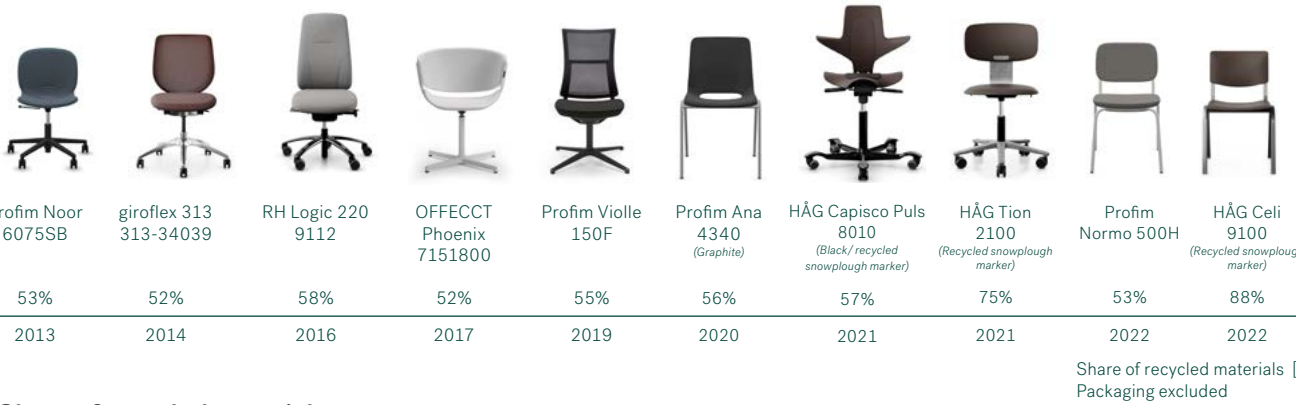 rofim Noor
6075SB
giroflex 313
313-34039
RH Logic 220
9112
OFFECCT
Phoenix
7151800
Profim Violle
150F
Profim Ana
4340
(Graphite)
HÅG Capisco Puls
8010
(Black/ recycled
snowplough marker)
HÅG Tion
2100
(Recycled snowplough
marker)
Profim
Normo 500H
HÅG Celi
9100
(Recycled snowploug
marker)
53% 52% 58% 52% 55% 56% 57% 75% 53% 88%
2013 2014 2016 2017 2019 2020 2021 2021 2022 2022
Share of recycled materials [
Packaging excluded